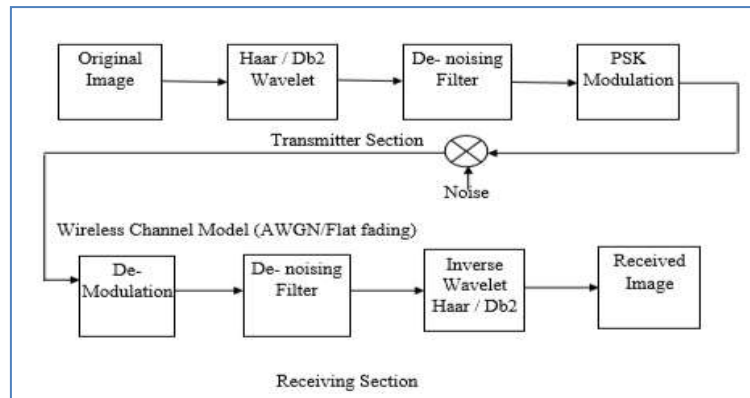 Original
Image
Haar / Db2
Wavelet
De- noising
Filter
PSK
Modulation
Transmitter Section
Noise
Wireless Channel Model (AWGN/Flat fading)
De-
Modulation
De- noising
Filter
Inverse
Wavelet
Haar / Db2
Received
Image
Receiving Section